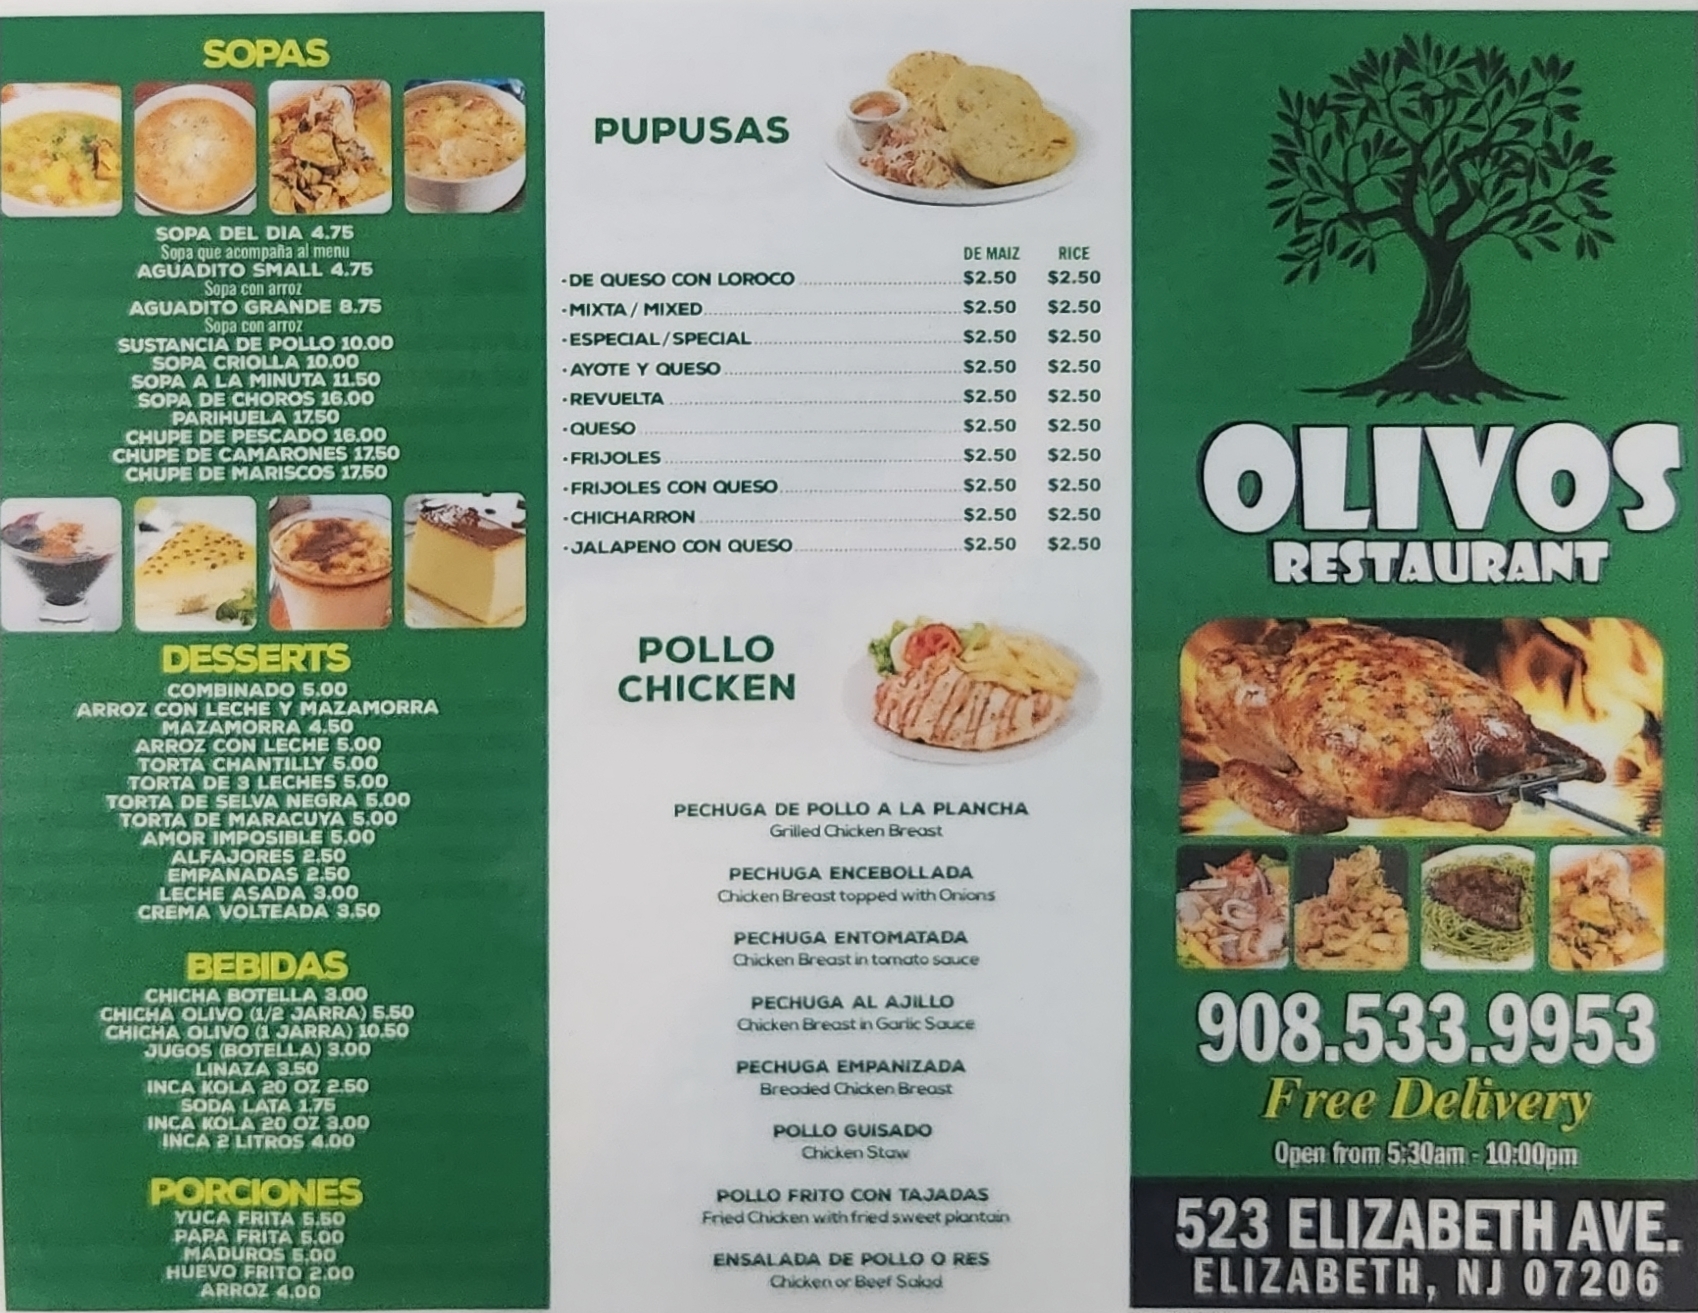 SOPAS
SOPA DEL DIA 4.75
Sopa que acompaña al menu
AGUADITO SMALL 4.75
Sopa con arroz
AGUADITO GRANDE 8.75
Sopa con arroz
SUSTANCIA DE POLLO 10.00
SOPA CRIOLLA 10.00
SOPA A LA MINUTA 11.50
SOPA DE CHOROS 16.00
PARIHUELA 17.50
CHUPE DE PESCADO 16.00
CHUPE DE CAMARONES 17.50
CHUPE DE MARISCOS 17.50
DESSERTS
COMBINADO 5.00
ARROZ CON LECHE Y MAZAMORRA
MAZAMORRA 4.50
ARROZ CON LECHE 5.00
TORTA CHANTILLY 5.00
TORTA DE 3 LECHES 5.00
TORTA DE SELVA NEGRA 5.00
TORTA DE MARACUYA 5.00
AMOR IMPOSIBLE 5.00
ALFAJORES 2.50
EMPANADAS 2.50
LECHE ASADA 3.00
CREMA VOLTEADA 3.50
BEBIDAS
CHICHA BOTELLA 3.00
CHICHA OLIVO (1/2 JARRA) 5.50
CHICHA OLIVO (1 JARRA) 10.50
JUGOS (BOTELLA) 3.00
LINAZA 3.50
INCA KOLA 20 OZ 2.50
SODA LATA 1.75
INCA KOLA 20 OZ 3.00
INCA 2 LITROS 4.00
PORCIONES
YUCA FRITA 5.50
PAPA FRITA 5.00
MADUROS 5.00
HUEVO FRITO 2.00
ARROZ 4.00
PUPUSAS
DE MAIZ RICE
·DE QUESO CON LOROCO $2.50 $2.50
·MIXTA / MIXED $2.50 $2.50
·ESPECIAL/SPECIAL $2.50 $2.50
·AYOTE Y QUESO $2.50 $2.50
·REVUELTA $2.50 $2.50
·QUESO $2.50 $2.50
·FRIJOLES $2.50 $2.50
·FRIJOLES CON QUESO $2.50 $2.50
·CHICHARRON $2.50 $2.50
·JALAPENO CON QUESO $2.50 $2.50
POLLO
CHICKEN
PECHUGA DE POLLO A LA PLANCHA
Grilled Chicken Breast
PECHUGA ENCEBOLLADA
Chicken Breast topped with Onions
PECHUGA ENTOMATADA
Chicken Breast in tomato sauce
PECHUGA AL AJILLO
Chicken Breast in Garlic Sauce
PECHUGA EMPANIZADA
Breaded Chicken Breast
POLLO GUISADO
Chicken Staw
POLLO FRITO CON TAJADAS
Fried Chicken with fried sweet plantain
ENSALADA DE POLLO O RES
Chicken or Beef Salad
OLIVOS
RESTAURANT
908.533.9953
Free Delivery
Open from 5:30am - 10:00pm
523 ELIZABETH AVE.
ELIZABETH, NJ 07206